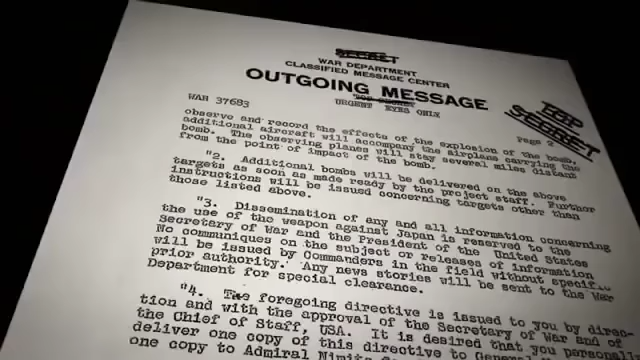 SECRET
WAR DEPARTMENT
CLASSIFIED MESSAGE CENTER
OUTGOING MESSAGE
TOP SECRET
URGENT EYES ONLY
TOP
SECRET
WAR 37683
Page 2
observe and record the effects of the explosion of the bomb.
additional aircraft will accompany the airplane carrying the
bomb. The observing planes will stay several miles distant
from the point of impact of the bomb.
"2. Additional bombs will be delivered on the above
targets as soon as made ready by the project staff. Further
instructions will be issued concerning targets other than
those listed above.
"3. Dissemination of any and all information concerning
the use of the weapon against Japan is reserved to the
Secretary of War and the President of the United States
No communiques on the subject or releases of information
will be issued by Commanders in the field without specific
prior authority. Any news stories will be sent to the War
Department for special clearance.
"4. The foregoing directive is issued to you by direc-
tion and with the approval of the Secretary of War and of
the Chief of Staff, USA. It is desired that you personally
deliver one copy of this directive to General
one copy to Admiral Nimitz